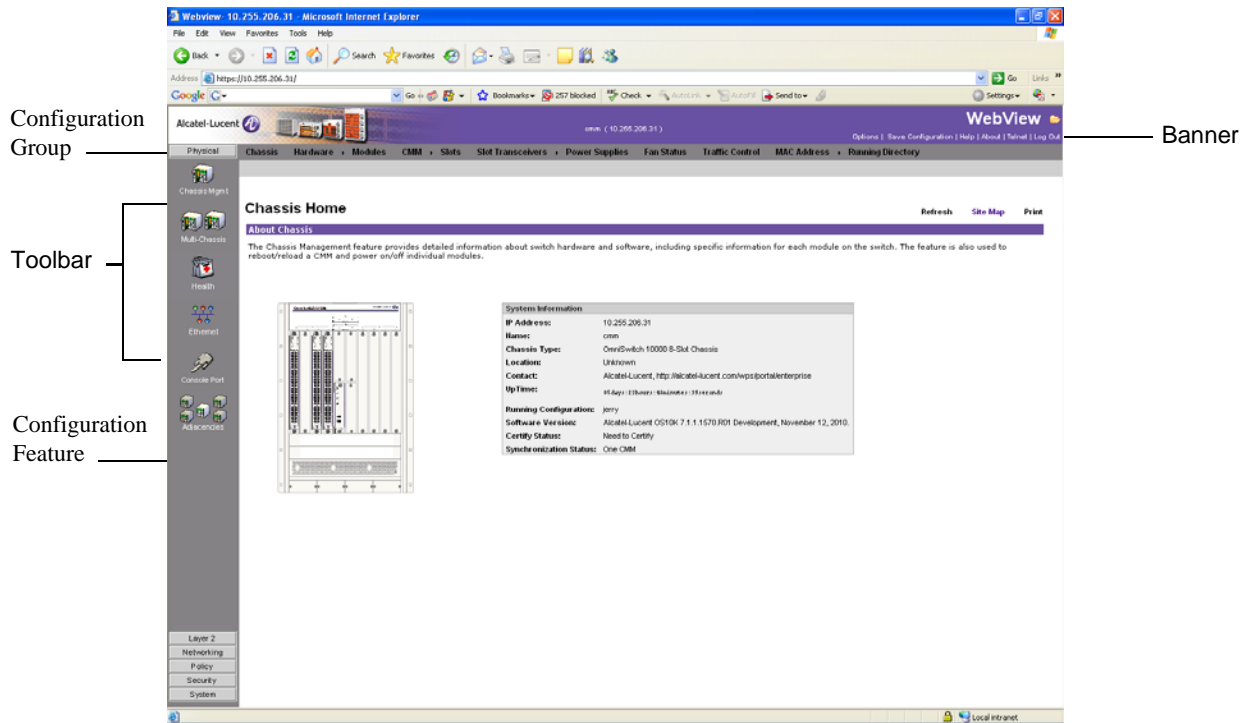 Webview- 10.255.206.31 - Microsoft Internet Explorer
File Edit View Favorites Tools Help
Back Search Favorites
Address https://10.255.206.31/ Go Links »
Google Go Bookmarks 257 blocked Check AutoLink AutoFill Send to Settings
Configuration
Group
Alcatel-Lucent
cmm ( 10.255.206.31 )
WebView
Options | Save Configuration | Help | About | Telnet | Log Out
Banner
Physical
Chassis Hardware Modules CMM Slots Slot Transceivers Power Supplies Fan Status Traffic Control MAC Address Running Directory
Chassis Mgmt
Chassis Home
Refresh Site Map Print
Toolbar
Multi-Chassis
About Chassis
The Chassis Management feature provides detailed information about switch hardware and software, including specific information for each module on the switch. The feature is also used to
reboot/reload a CMM and power on/off individual modules.
Health
Ethernet
Console Port
Configuration
Feature
Adjacencies
System Information
IP Address: 10.255.206.31
Name: cmm
Chassis Type: OmniSwitch 10000 8-Slot Chassis
Location: Unknown
Contact: Alcatel-Lucent, http://alcatel-lucent.com/wps/portal/enterprise
UpTime:
Running Configuration: jerry
Software Version: Alcatel-Lucent OS10K 7.1.1.1570.R01 Development, November 12, 2010.
Certify Status: Need to Certify
Synchronization Status: One CMM
Layer 2
Networking
Policy
Security
System
Local intranet